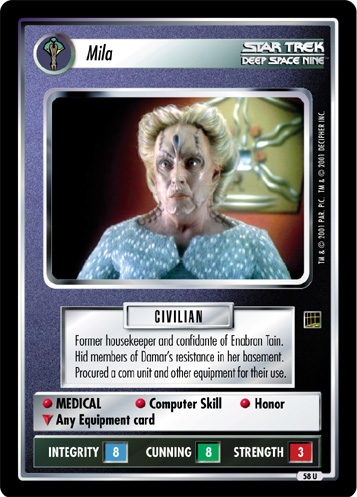 Mila
STAR TREK
DEEP SPACE NINE™
TM & © 2001 PAR. PIC. TM & © 2001 DECIPHER INC.
CIVILIAN
Former housekeeper and confidante of Enabran Tain.
Hid members of Damar's resistance in her basement.
Procured a com unit and other equipment for their use.
MEDICAL Computer Skill Honor
Any Equipment card
INTEGRITY 8 CUNNING 8 STRENGTH 3
58 U